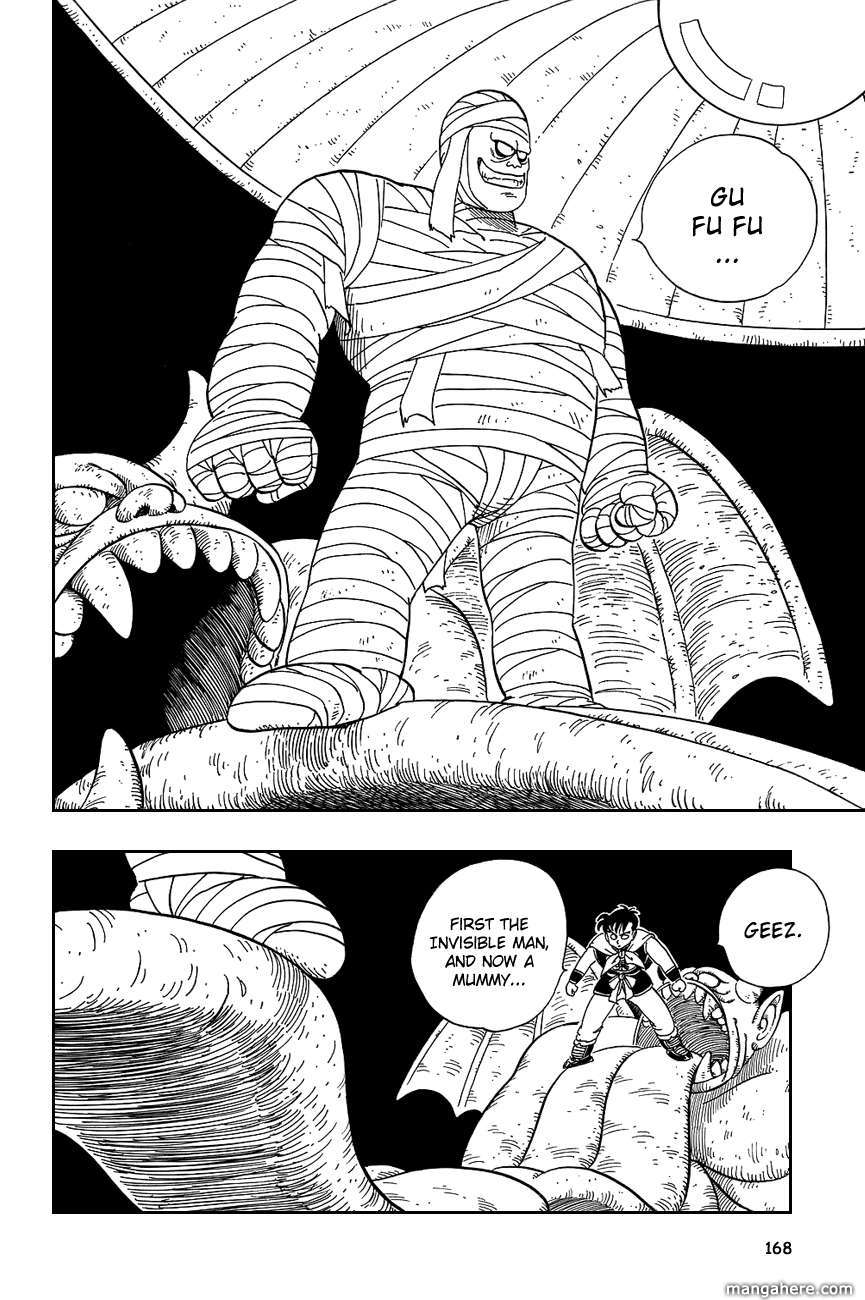 GU
FU FU
...
GEEZ.
FIRST THE
INVISIBLE MAN,
AND NOW A
MUMMY...
168
mangahere.com